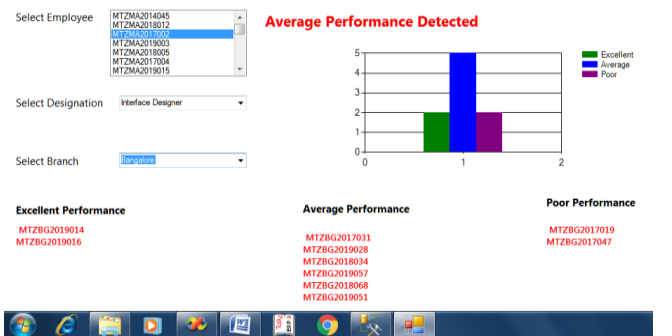 Select Employee
MTZMA2014045
MTZMA2018012
MTZMA2017002
MTZMA2019003
MTZMA2018005
MTZMA2017004
MTZMA2019015
Average Performance Detected
5
4
3
2
1
0
0 1 2
Excellent
Average
Poor
Select Designation
Interface Designer
Select Branch
Bangalore
Excellent Performance
MTZBG2019014
MTZBG2019016
Average Performance
MTZBG2017031
MTZBG2019028
MTZBG2018034
MTZBG2019057
MTZBG2018068
MTZBG2019051
Poor Performance
MTZBG2017019
MTZBG2017047